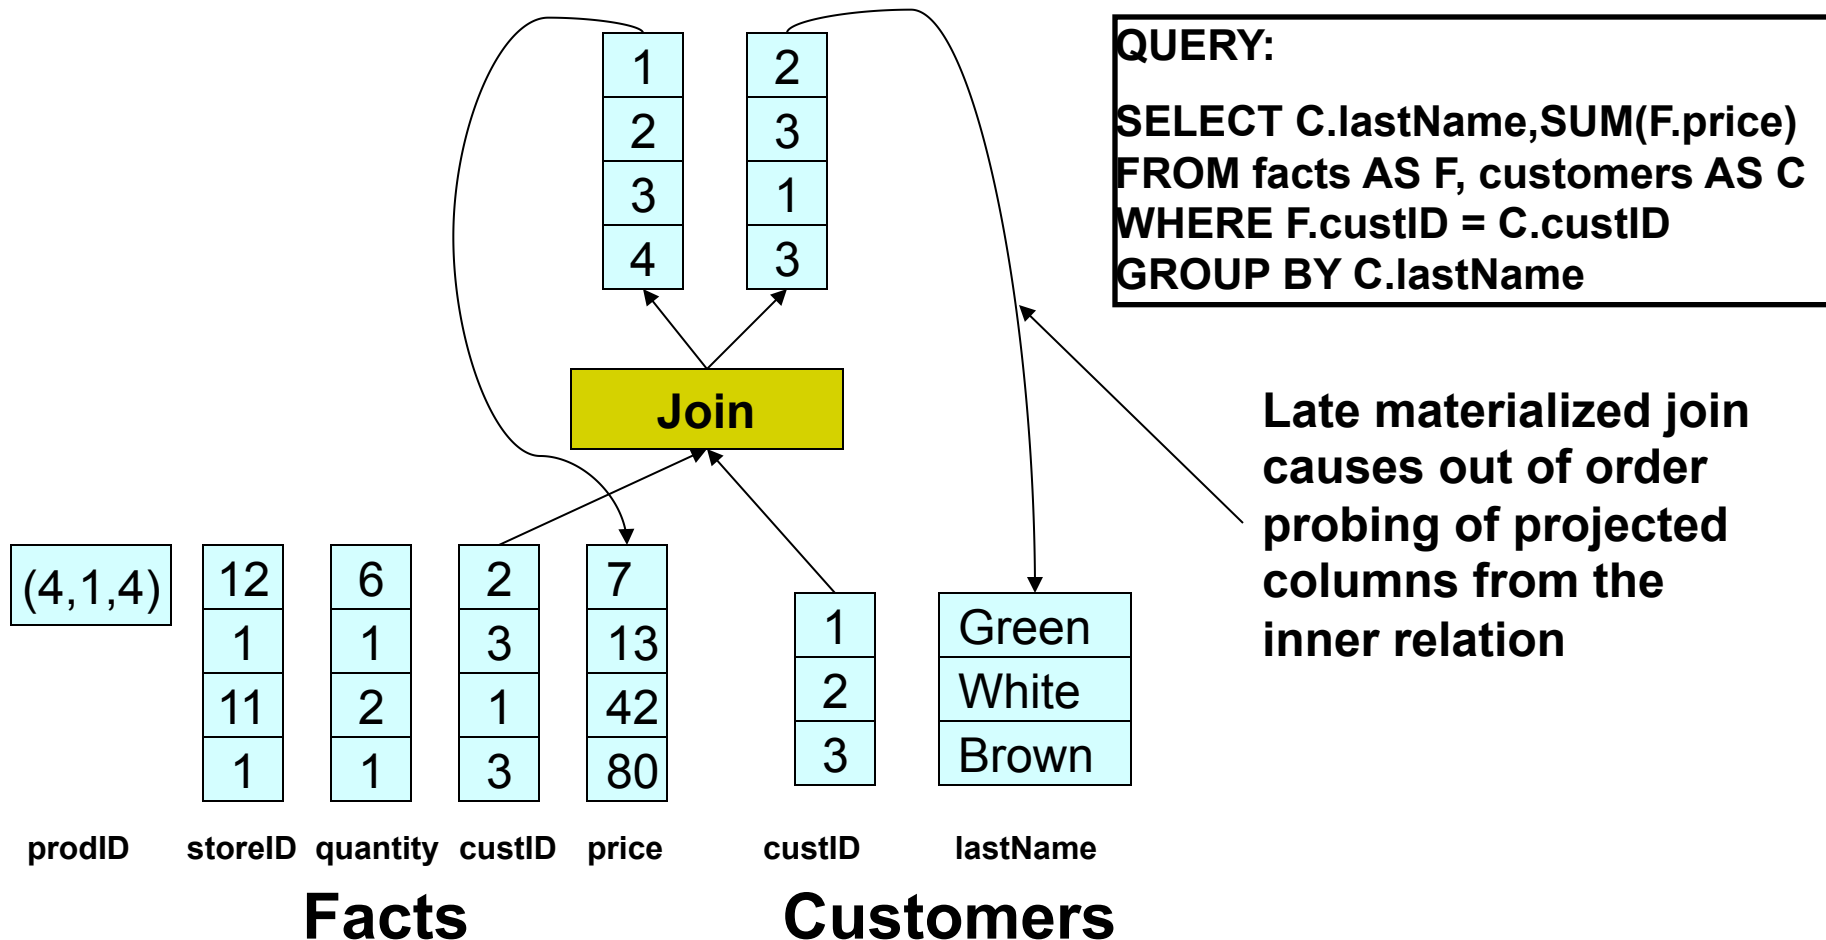 1
2
3
4
2
3
1
3
QUERY:
SELECT C.lastName,SUM(F.price)
FROM facts AS F, customers AS C
WHERE F.custID = C.custID
GROUP BY C.lastName
Join
Late materialized join
causes out of order
probing of projected
columns from the
inner relation
(4,1,4)
12
1
11
1
6
1
2
1
2
3
1
3
7
13
42
80
1
2
3
Green
White
Brown
prodID
storeID
quantity
custID
price
custID
lastName
Facts
Customers